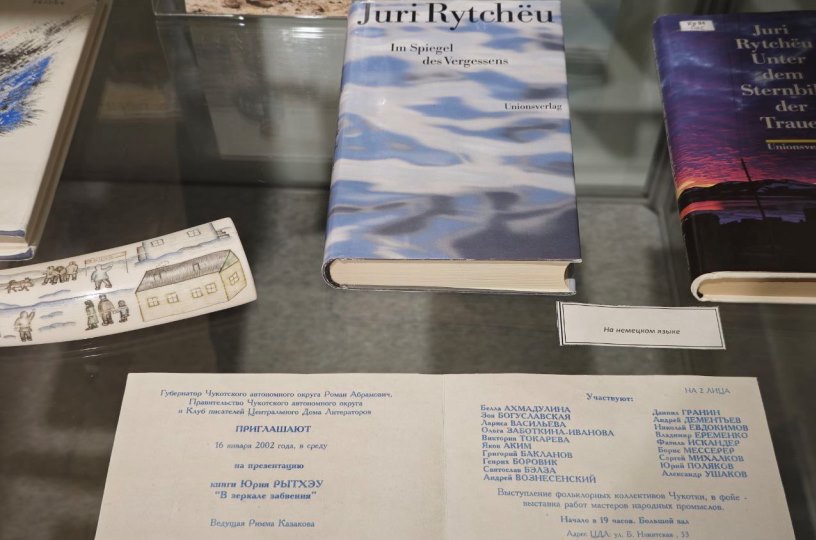 Juri Rytchëu
Im Spiegel
des Vergessens
Unionsverlag
Juri
Rytchëu
Unter
dem
der
На немецком языке
Губернатор Чукотского автономного округа Роман Абрамович,
Правительство Чукотского автономного округа
и Клуб писателей Центрального Дома Литераторов
ПРИГЛАШАЮТ
16 января 2002 года, в среду
на презентацию
книги Юрия РЫТХЭУ
"В зеркале забвения"
Ведущая Римма Казакова
НА 2 ЛИЦА
Участвуют:
Белла АХМАДУЛИНА
Зоя БОГУСЛАВСКАЯ
Лариса ВАСИЛЬЕВА
Ольга ЗАБОТКИНА-ИВАНОВА
Виктория ТОКАРЕВА
Яков АКИМ
Григорий БАКЛАНОВ
Генрих БОРОВИК
Святослав БЭЛЗА
Андрей ВОЗНЕСЕНСКИЙ
Даниил ГРАНИН
Андрей ДЕМЕНТЬЕВ
Николай ЕВДОКИМОВ
Владимир ЕРЕМЕНКО
Фазиль ИСКАНДЕР
Борис МЕССЕРЕР
Сергей МИХАЛКОВ
Юрий ПОЛЯКОВ
Александр УШАКОВ
Выступление фольклорных коллективов Чукотки, в фойе -
выставка работ мастеров народных промыслов.
Начало в 19 часов. Большой зал
Адрес ЦДЛ: ул. Б. Никитская , 53